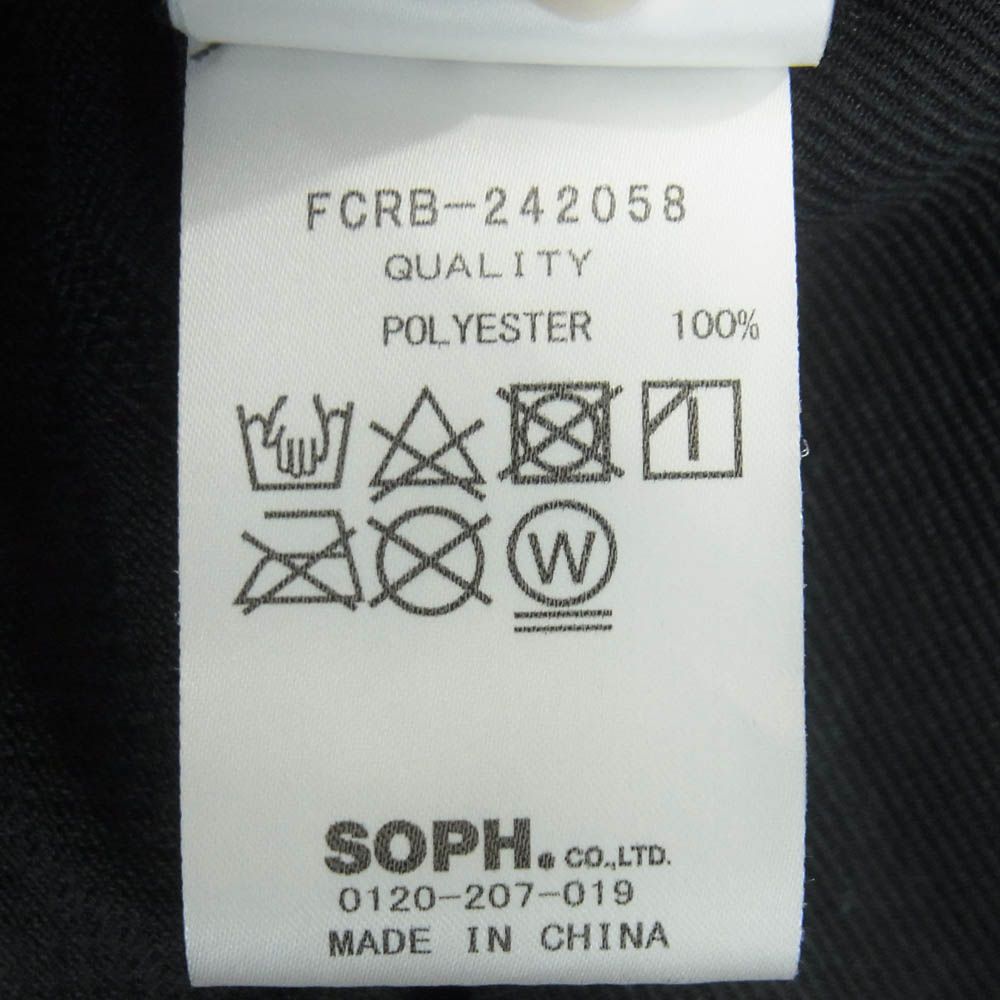 FCRB-242058
QUALITY
POLYESTER 100%
W
SOPH. CO.,LTD.
0120-207-019
MADE IN CHINA